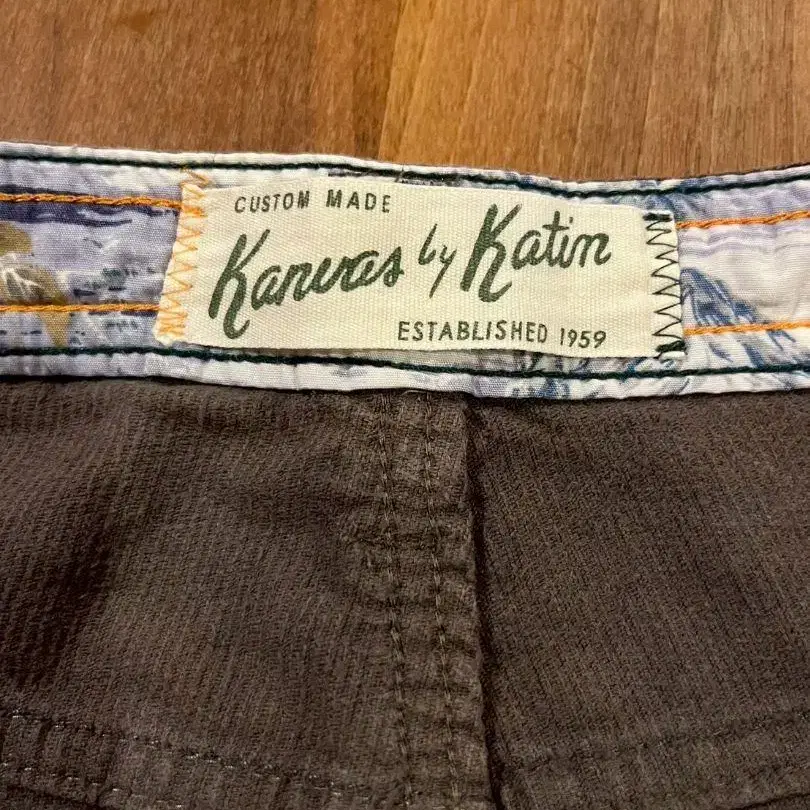 CUSTOM MADE
Kanvas by Katin
ESTABLISHED 1959